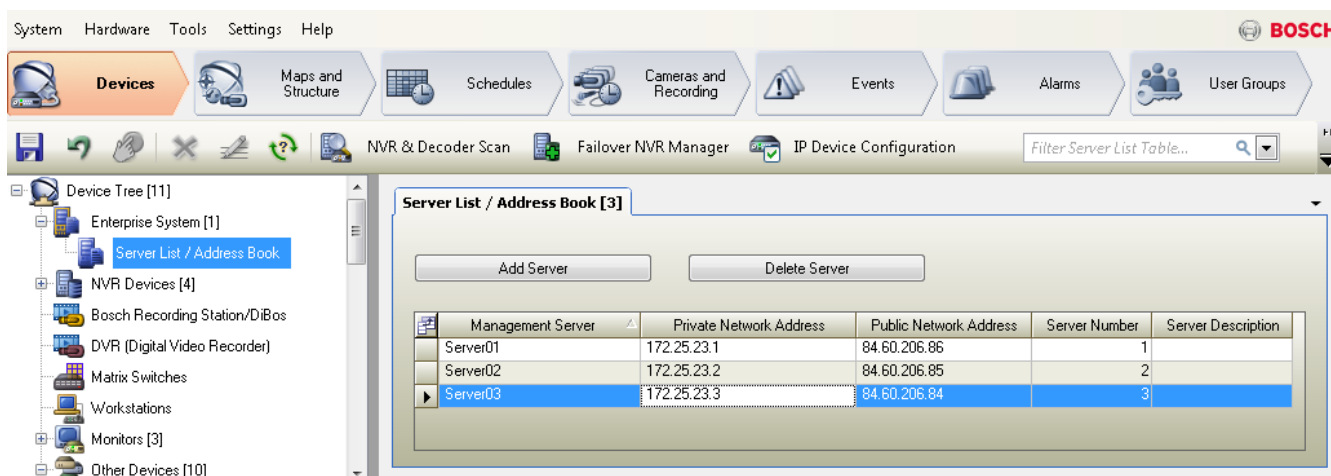 System Hardware Tools Settings Help
BOSCH
Devices
Maps and Structure
Schedules
Cameras and Recording
Events
Alarms
User Groups
NVR & Decoder Scan Failover NVR Manager IP Device Configuration Filter Server List Table...
Device Tree [11]
Enterprise System [1]
Server List / Address Book
NVR Devices [4]
Bosch Recording Station/DiBos
DVR (Digital Video Recorder)
Matrix Switches
Workstations
Monitors [3]
Other Devices [10]
Server List / Address Book [3]
Add Server Delete Server
Management Server Private Network Address Public Network Address Server Number Server Description
Server01 172.25.23.1 84.60.206.86 1
Server02 172.25.23.2 84.60.206.85 2
Server03 172.25.23.3 84.60.206.84 3